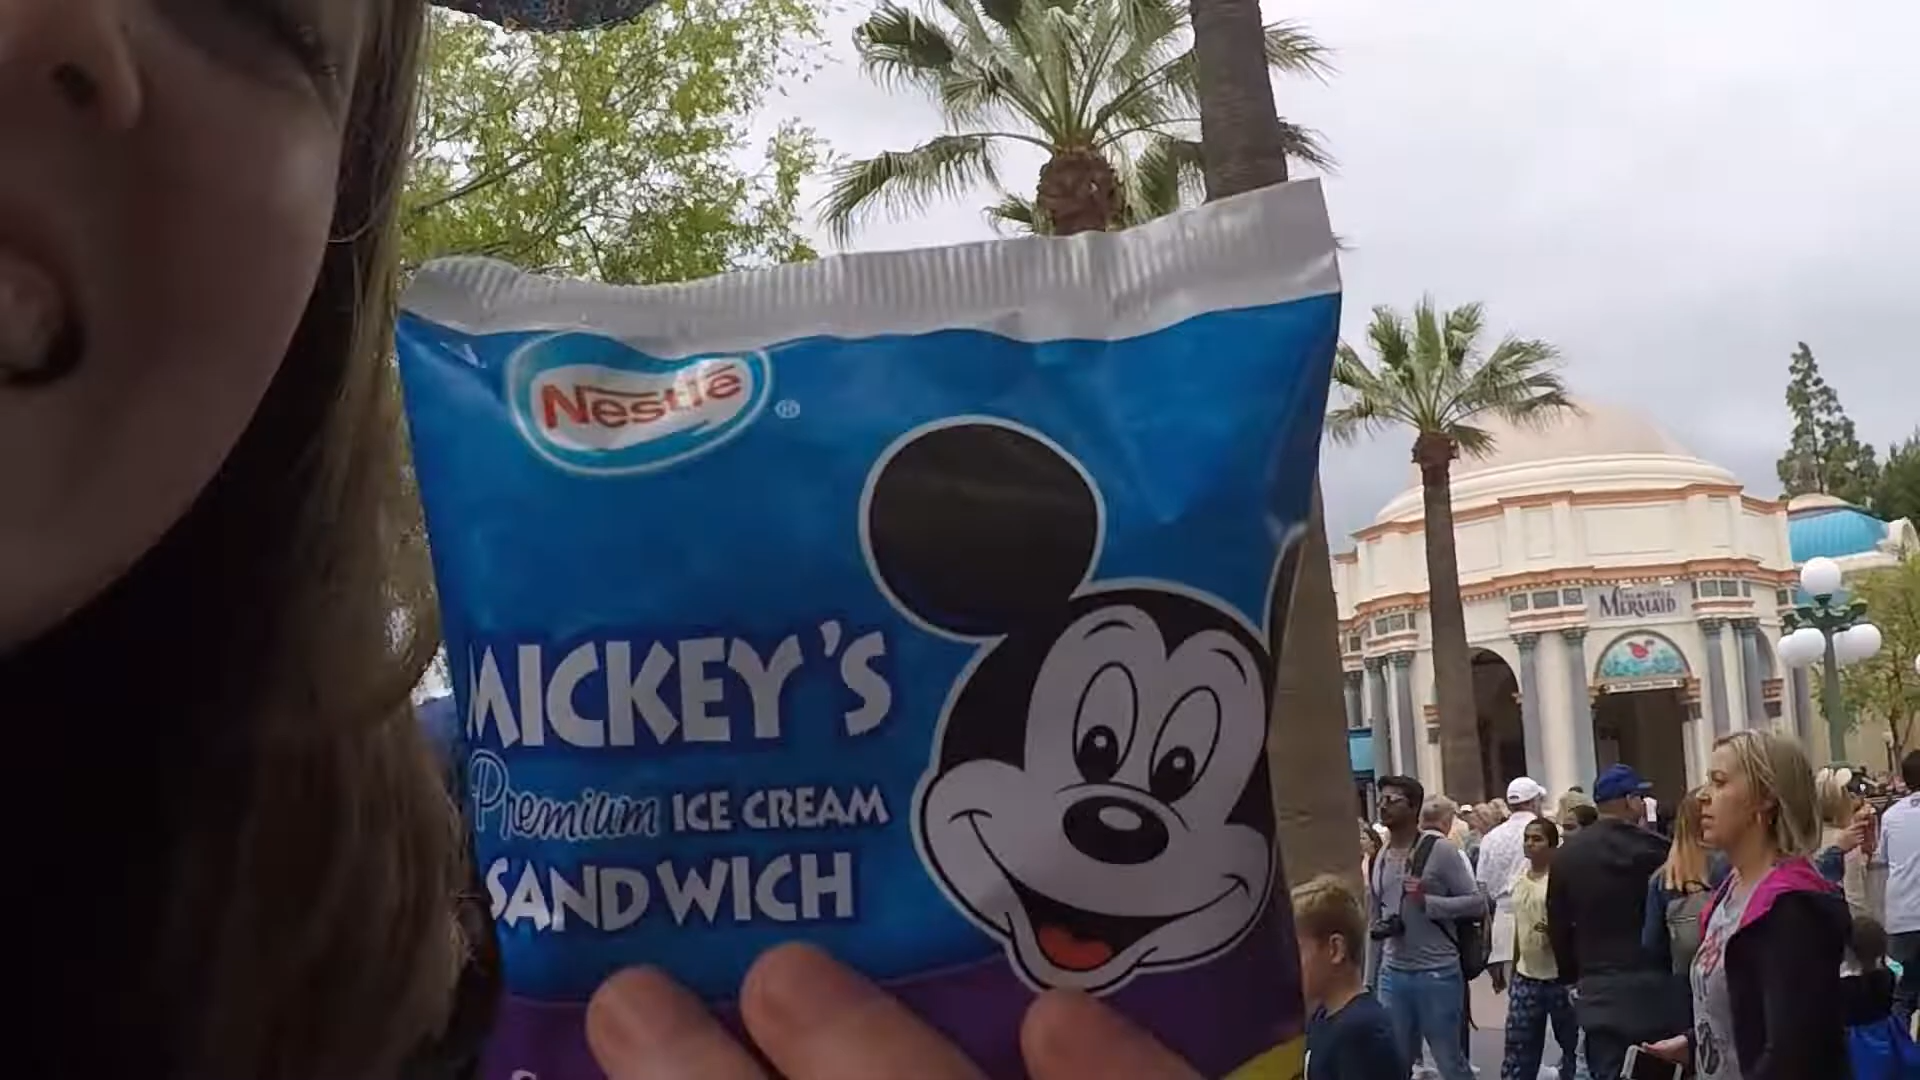 Nestlé ®
MICKEY'S
Premium ICE CREAM
SANDWICH
MERMAID